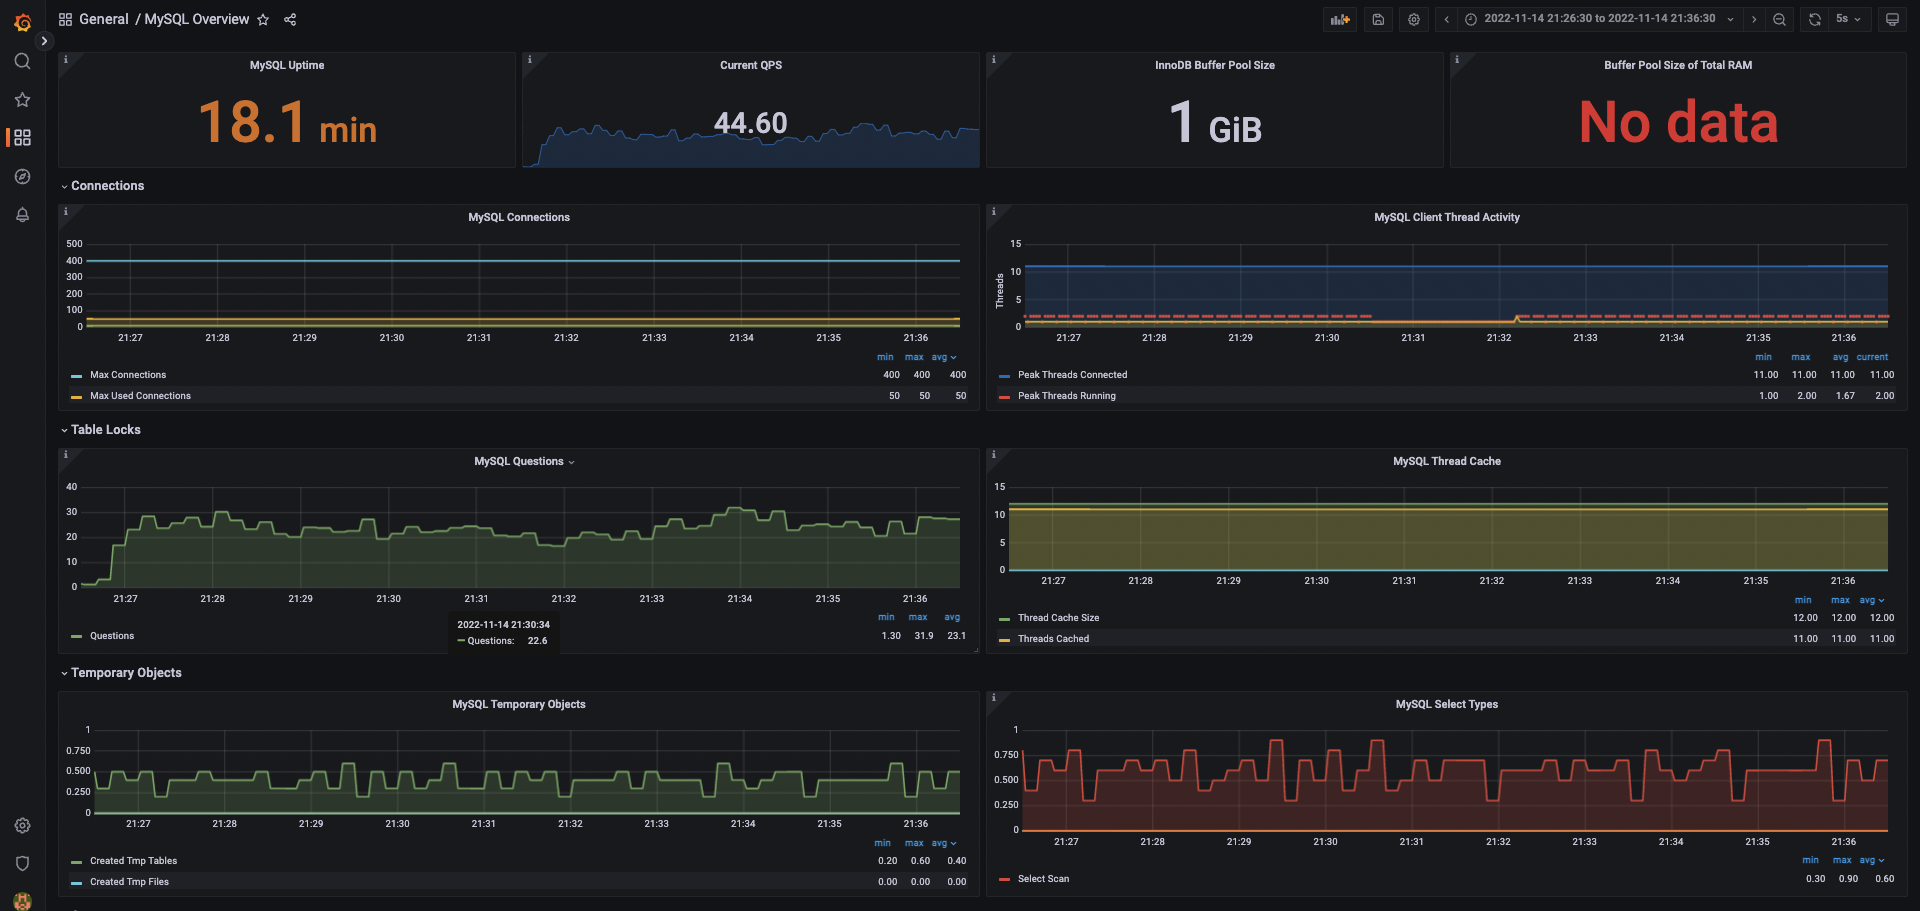 General / MySQL Overview
2022-11-14 21:26:30 to 2022-11-14 21:36:30
5s
MySQL Uptime
18.1 min
Current QPS
44.60
InnoDB Buffer Pool Size
1 GiB
Buffer Pool Size of Total RAM
No data
Connections
MySQL Connections
500
400
300
200
100
0
21:27 21:28 21:29 21:30 21:31 21:32 21:33 21:34 21:35 21:36
min max avg
Max Connections 400 400 400
Max Used Connections 50 50 50
MySQL Client Thread Activity
Threads
15
10
5
0
21:27 21:28 21:29 21:30 21:31 21:32 21:33 21:34 21:35 21:36
min max avg current
Peak Threads Connected 11.00 11.00 11.00 11.00
Peak Threads Running 1.00 2.00 1.67 2.00
Table Locks
MySQL Questions
40
30
20
10
0
21:27 21:28 21:29 21:30 21:31 21:32 21:33 21:34 21:35 21:36
min max avg
Questions 1.30 31.9 23.1
2022-11-14 21:30:34
Questions: 22.6
MySQL Thread Cache
15
10
5
0
21:27 21:28 21:29 21:30 21:31 21:32 21:33 21:34 21:35 21:36
min max avg
Thread Cache Size 12.00 12.00 12.00
Threads Cached 11.00 11.00 11.00
Temporary Objects
MySQL Temporary Objects
1
0.750
0.500
0.250
0
21:27 21:28 21:29 21:30 21:31 21:32 21:33 21:34 21:35 21:36
min max avg
Created Tmp Tables 0.20 0.60 0.40
Created Tmp Files 0.00 0.00 0.00
MySQL Select Types
1
0.750
0.500
0.250
0
21:27 21:28 21:29 21:30 21:31 21:32 21:33 21:34 21:35 21:36
min max avg
Select Scan 0.30 0.90 0.60